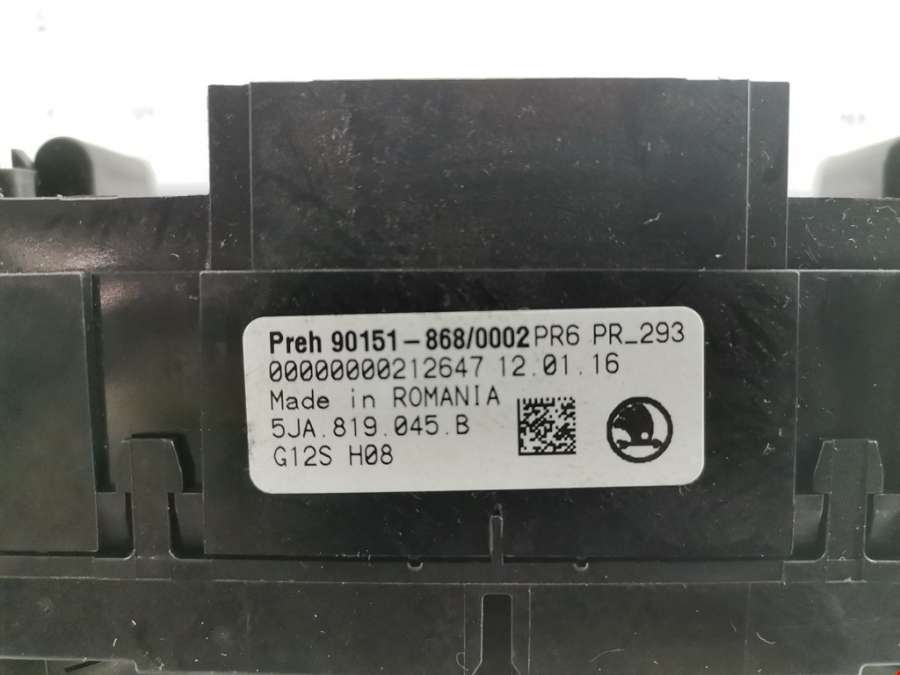 Preh 90151-868/0002 PR6 PR_293
00000000212647 12.01.16
Made in ROMANIA
5JA.819.045.B
G12S H08